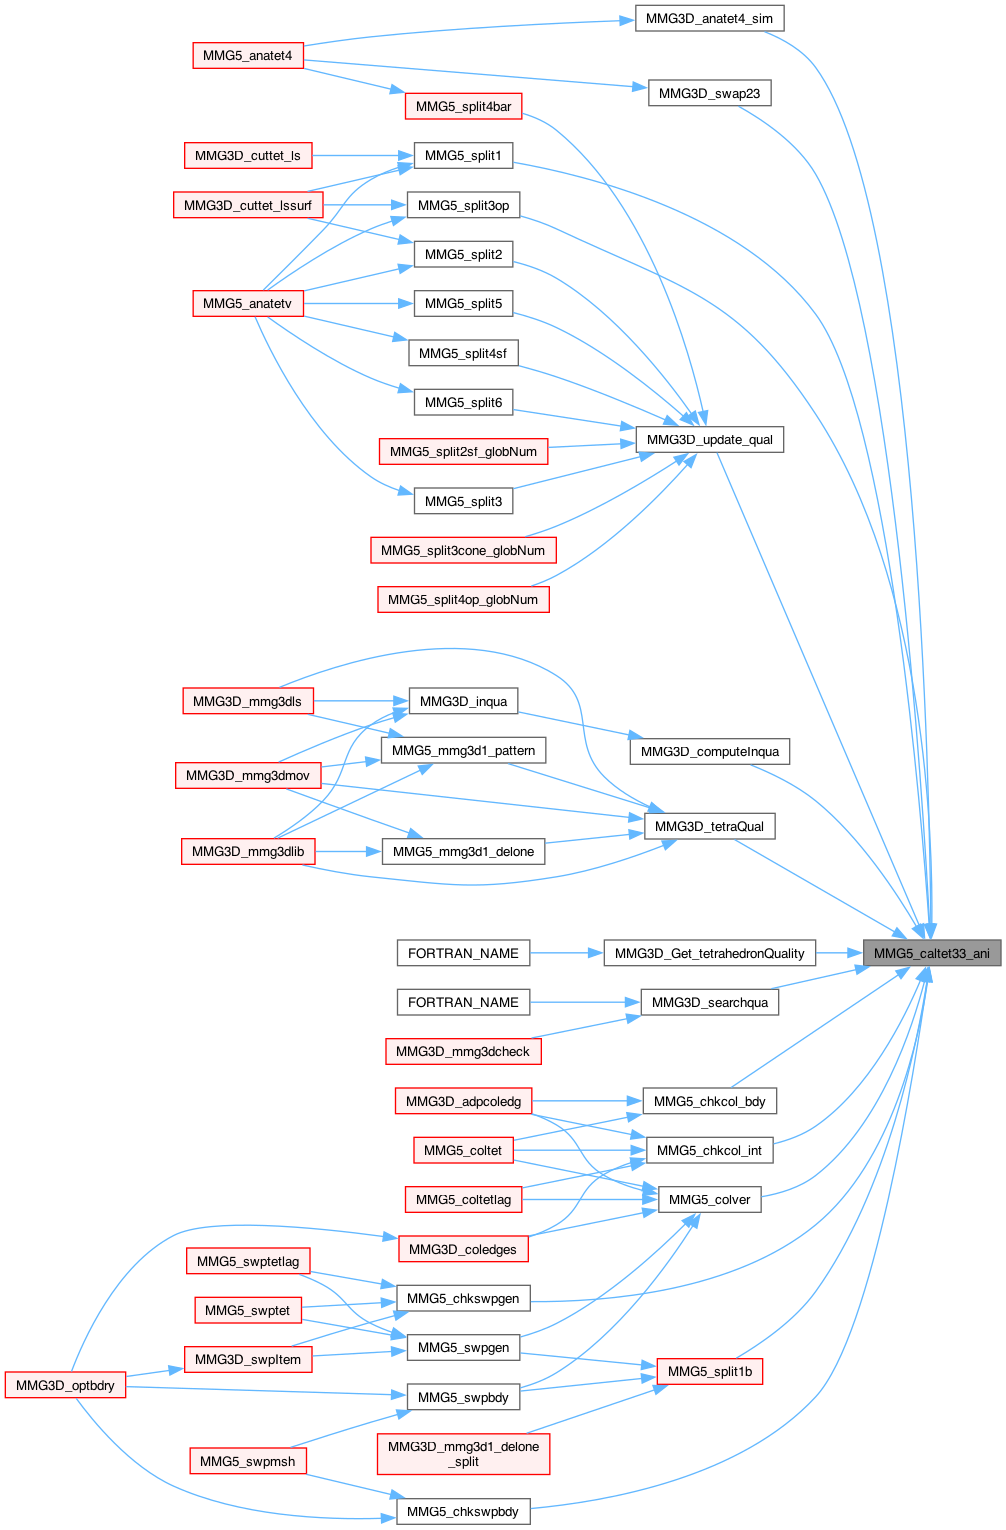 MMG3D_anatet4_sim
MMG5_anatet4
MMG3D_swap23
MMG5_split4bar
MMG3D_cuttet_ls
MMG5_split1
MMG3D_cuttet_lssurf
MMG5_split3op
MMG5_split2
MMG5_anatetv
MMG5_split5
MMG5_split4sf
MMG5_split6
MMG3D_update_qual
MMG5_split2sf_globNum
MMG5_split3
MMG5_split3cone_globNum
MMG5_split4op_globNum
MMG3D_mmg3dls
MMG3D_inqua
MMG5_mmg3d1_pattern
MMG3D_computeInqua
MMG3D_mmg3dmov
MMG3D_tetraQual
MMG3D_mmg3dlib
MMG5_mmg3d1_delone
FORTRAN_NAME
MMG3D_Get_tetrahedronQuality
MMG5_caltet33_ani
FORTRAN_NAME
MMG3D_searchqua
MMG3D_mmg3dcheck
MMG3D_adpcoledg
MMG5_chkcol_bdy
MMG5_coltet
MMG5_chkcol_int
MMG5_coltetlag
MMG5_colver
MMG3D_coledges
MMG5_swptetlag
MMG5_chkswpgen
MMG5_swptet
MMG5_swpgen
MMG3D_swpItem
MMG5_split1b
MMG3D_optbdry
MMG5_swpbdy
MMG3D_mmg3d1_delone
_split
MMG5_swpmsh
MMG5_chkswpbdy